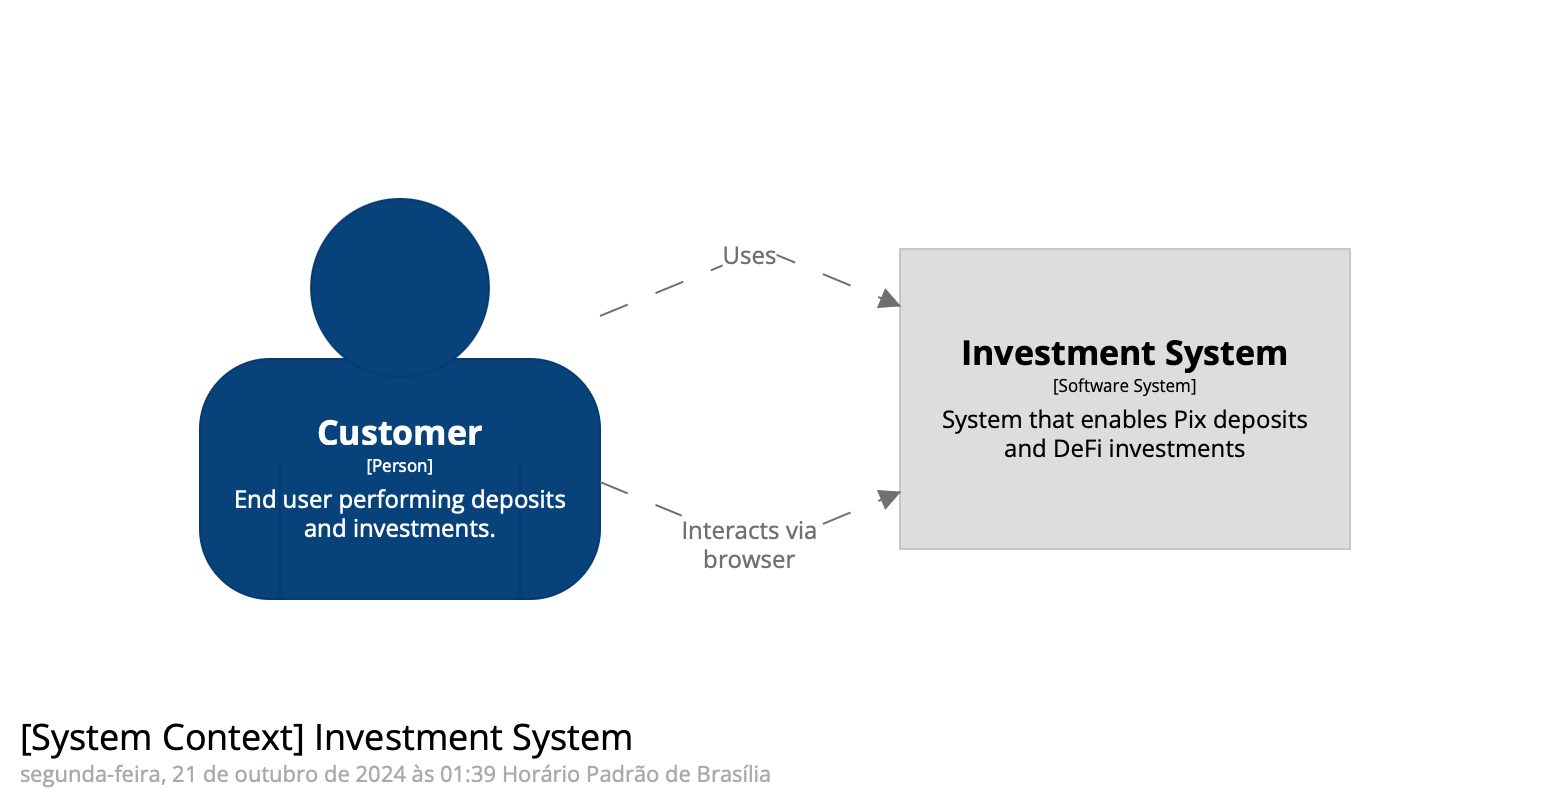 Uses
Customer
[Person]
End user performing deposits
and investments.
Interacts via
browser
Investment System
[Software System]
System that enables Pix deposits
and DeFi investments
[System Context] Investment System
segunda-feira, 21 de outubro de 2024 às 01:39 Horário Padrão de Brasília